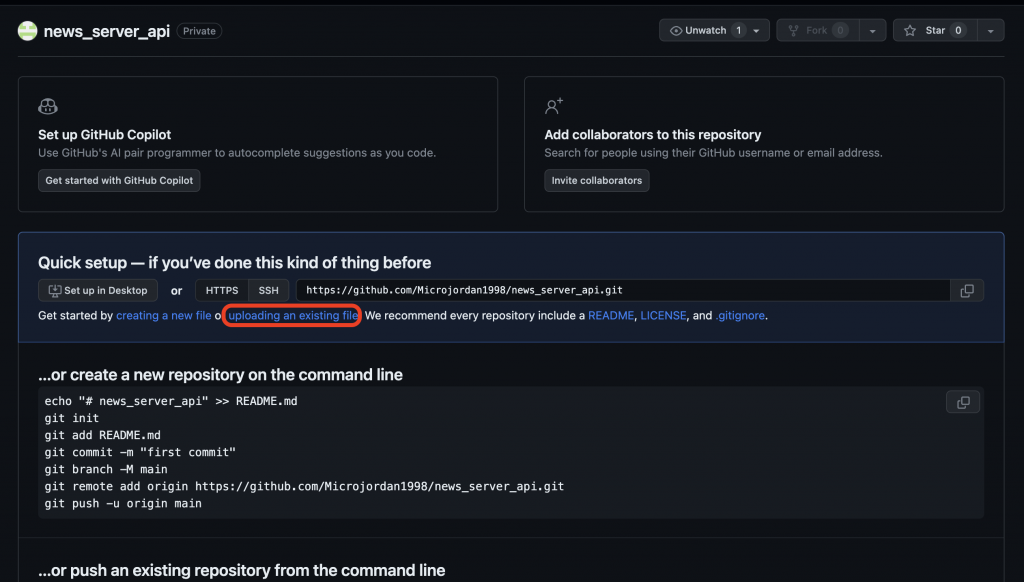 news_server_api Private Unwatch 1 Fork 0 Star 0
Set up GitHub Copilot
Use GitHub's AI pair programmer to autocomplete suggestions as you code.
Get started with GitHub Copilot
Add collaborators to this repository
Search for people using their GitHub username or email address.
Invite collaborators
Quick setup — if you've done this kind of thing before
Set up in Desktop or HTTPS SSH https://github.com/Microjordan1998/news_server_api.git
Get started by creating a new file o uploading an existing file. We recommend every repository include a README, LICENSE, and .gitignore.
...or create a new repository on the command line
echo "# news_server_api" >> README.md
git init
git add README.md
git commit -m "first commit"
git branch -M main
git remote add origin https://github.com/Microjordan1998/news_server_api.git
git push -u origin main
...or push an existing repository from the command line